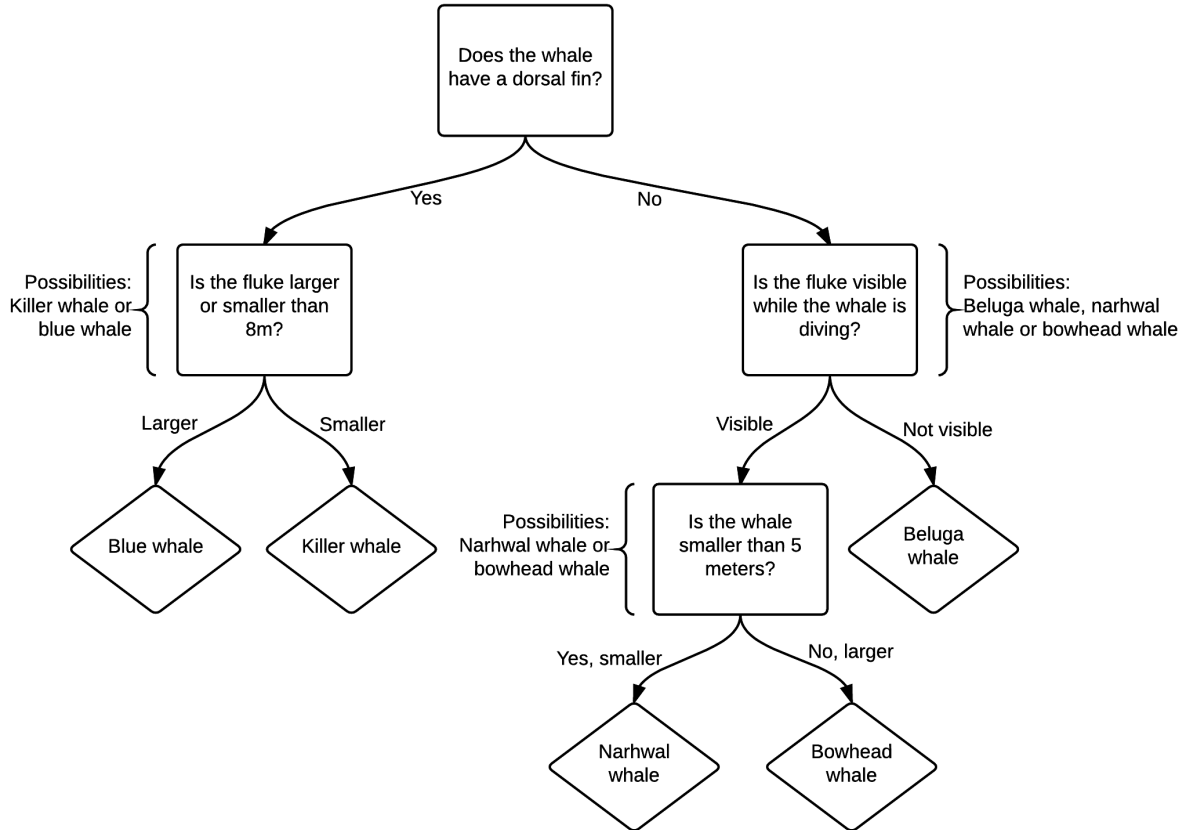 Does the whale
have a dorsal fin?
Yes
No
Possibilities:
Killer whale or
blue whale
Is the fluke larger
or smaller than
8m?
Is the fluke visible
while the whale is
diving?
Possibilities:
Beluga whale, narhwal
whale or bowhead whale
Larger
Smaller
Visible
Not visible
Blue whale
Killer whale
Possibilities:
Narhwal whale or
bowhead whale
Is the whale
smaller than 5
meters?
Beluga
whale
Yes, smaller
No, larger
Narhwal
whale
Bowhead
whale